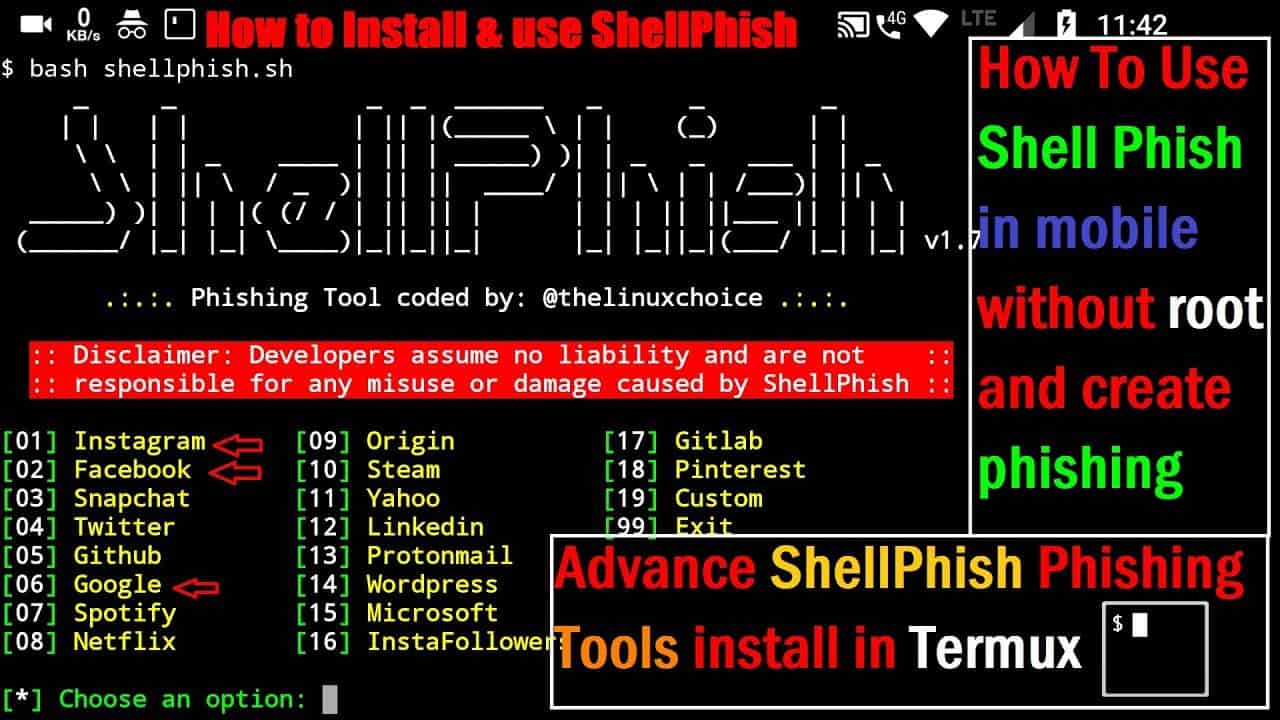 0
KB/s
How to Install & use ShellPhish
4G
LTE
11:42
$ bash shellphish.sh
ShellPhish v1.7
.:.:. Phishing Tool coded by: @thelinuxchoice .:.:.
:: Disclaimer: Developers assume no liability and are not ::
:: responsible for any misuse or damage caused by ShellPhish ::
[01] Instagram [09] Origin [17] Gitlab
[02] Facebook [10] Steam [18] Pinterest
[03] Snapchat [11] Yahoo [19] Custom
[04] Twitter [12] Linkedin [99] Exit
[05] Github [13] Protonmail
[06] Google [14] Wordpress
[07] Spotify [15] Microsoft
[08] Netflix [16] InstaFollowers
[*] Choose an option:
How To Use
Shell Phish
in mobile
without root
and create
phishing
Advance ShellPhish Phishing
Tools install in Termux
$